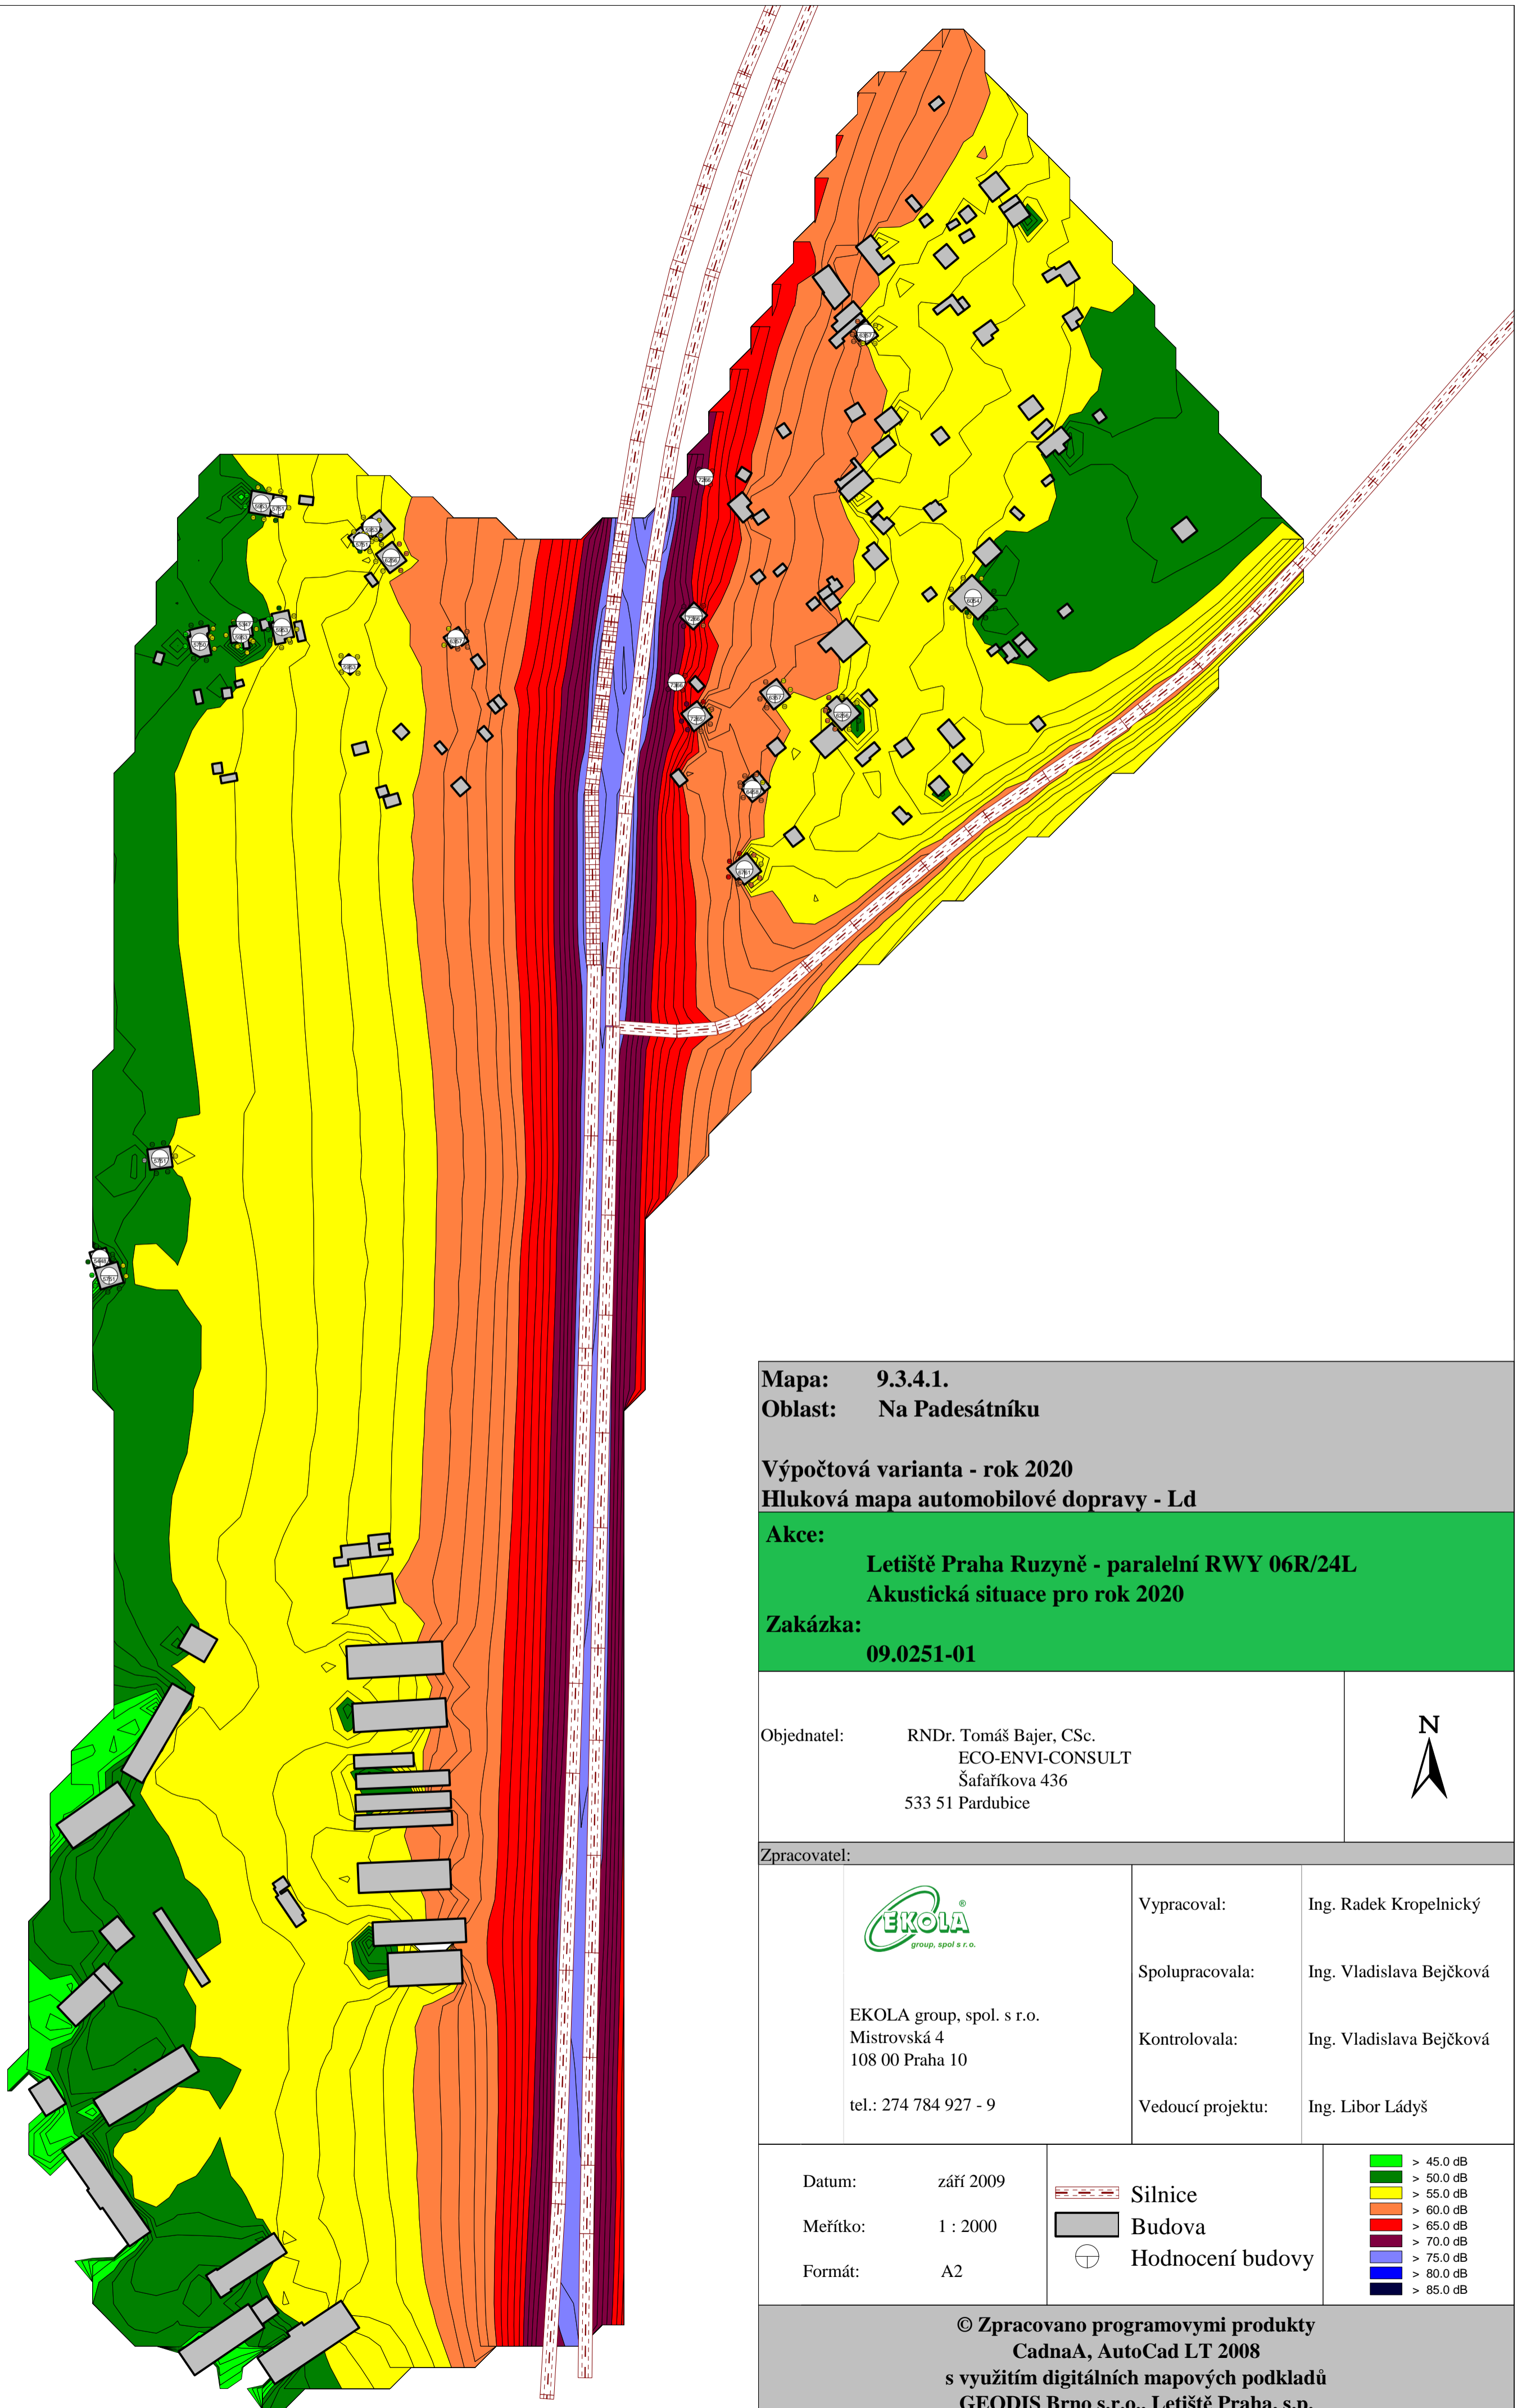 Mapa: 9.3.4.1.
Oblast: Na Padesátníku
Výpočtová varianta - rok 2020
Hluková mapa automobilové dopravy - Ld
Akce:
Letiště Praha Ruzyně - paralelní RWY 06R/24L
Akustická situace pro rok 2020
Zakázka:
09.0251-01
Objednatel: RNDr. Tomáš Bajer, CSc.
ECO-ENVI-CONSULT
Šafaříkova 436
533 51 Pardubice
N
Zpracovatel:
EKOLA ®
group, spol s r.o.
EKOLA group, spol. s r.o.
Mistrovská 4
108 00 Praha 10
tel.: 274 784 927 - 9
Vypracoval: Ing. Radek Kropelnický
Spolupracovala: Ing. Vladislava Bejčková
Kontrolovala: Ing. Vladislava Bejčková
Vedoucí projektu: Ing. Libor Ládyš
Datum: září 2009
Meřítko: 1 : 2000
Formát: A2
Silnice
Budova
Hodnocení budovy
> 45.0 dB
> 50.0 dB
> 55.0 dB
> 60.0 dB
> 65.0 dB
> 70.0 dB
> 75.0 dB
> 80.0 dB
> 85.0 dB
© Zpracovano programovymi produkty
CadnaA, AutoCad LT 2008
s využitím digitálních mapových podkladů
GEODIS Brno s.r.o., Letiště Praha, s.p.